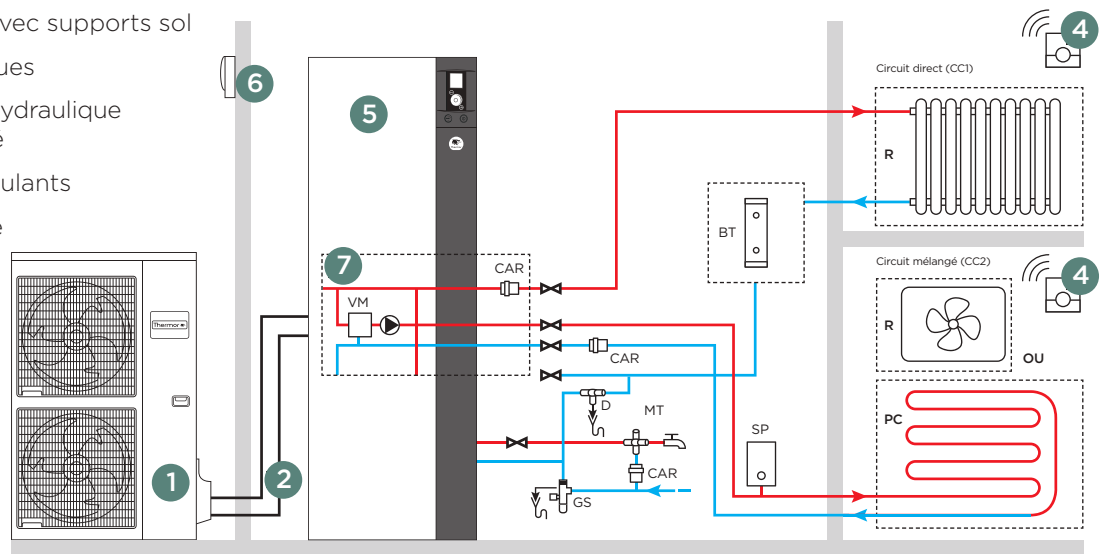 vec supports sol
ues
ydraulique
ulants
6
5
4
Circuit direct (CC1)
R
BT
7
CAR
VM
CAR
Circuit mélangé (CC2)
4
R
OU
Thermor
D
MT
SP
PC
CAR
GS
1
2